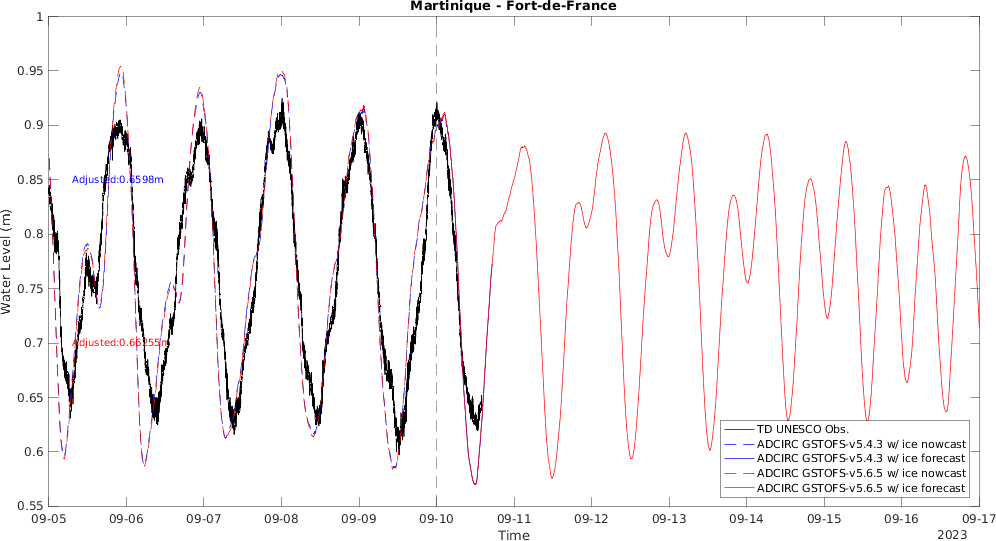 Martinique - Fort-de-France
1
0.95
0.9
0.85
0.8
0.75
0.7
0.65
0.6
0.55
Water Level (m)
Adjusted:0.6598m
Adjusted:0.66255m
TD UNESCO Obs.
ADCIRC GSTOFS-v5.4.3 w/ ice nowcast
ADCIRC GSTOFS-v5.4.3 w/ ice forecast
ADCIRC GSTOFS-v5.6.5 w/ ice nowcast
ADCIRC GSTOFS-v5.6.5 w/ ice forecast
09-05 09-06 09-07 09-08 09-09 09-10 09-11 09-12 09-13 09-14 09-15 09-16 09-17
Time
2023